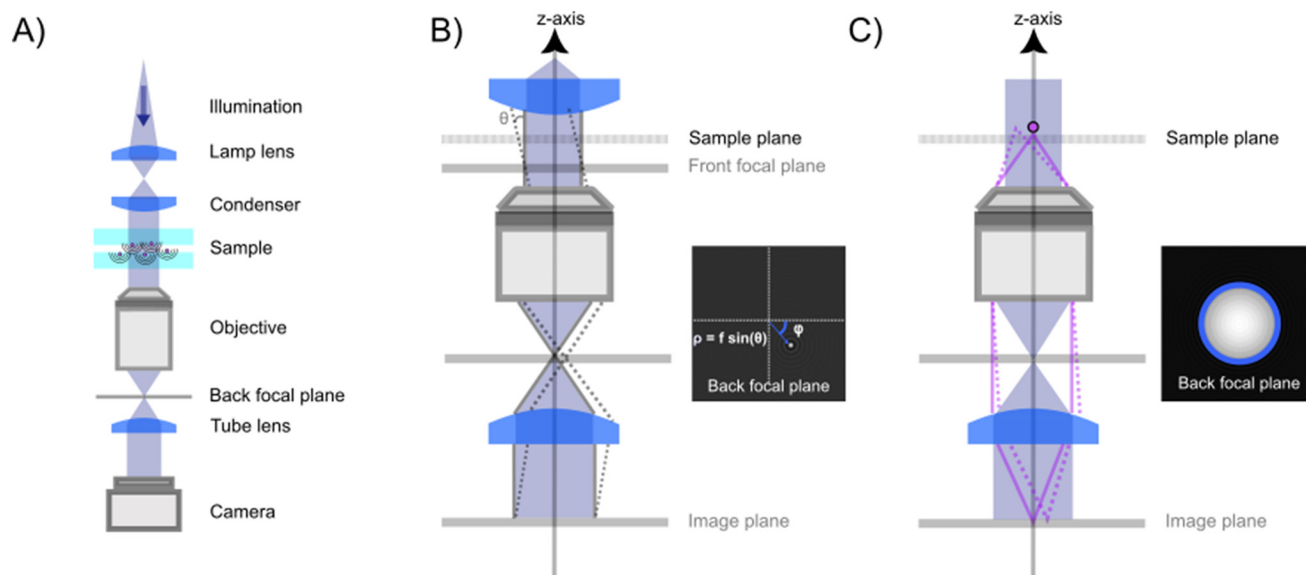 A)
Illumination
Lamp lens
Condenser
Sample
Objective
Back focal plane
Tube lens
Camera
B)
z-axis
θ
Sample plane
Front focal plane
ρ = f sin(θ)
φ
Back focal plane
Image plane
C)
z-axis
Sample plane
Back focal plane
Image plane